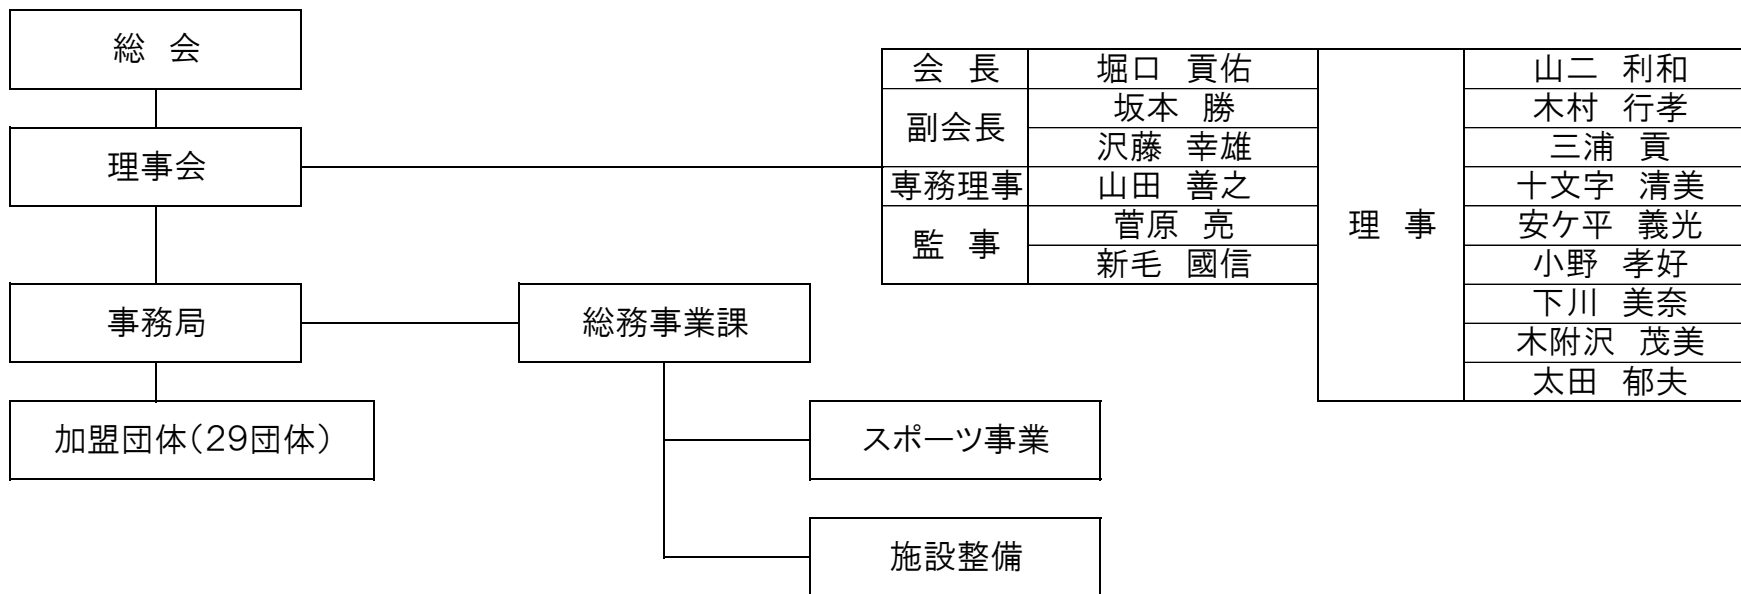 総 会
理事会
事務局
総務事業課
加盟団体(29団体)
スポーツ事業
施設整備
会 長 堀口 貢佑
副会長 坂本 勝
沢藤 幸雄
専務理事 山田 善之
監 事 菅原 亮
新毛 國信
理 事
山二 利和
木村 行孝
三浦 貢
十文字 清美
安ケ平 義光
小野 孝好
下川 美奈
木附沢 茂美
太田 郁夫